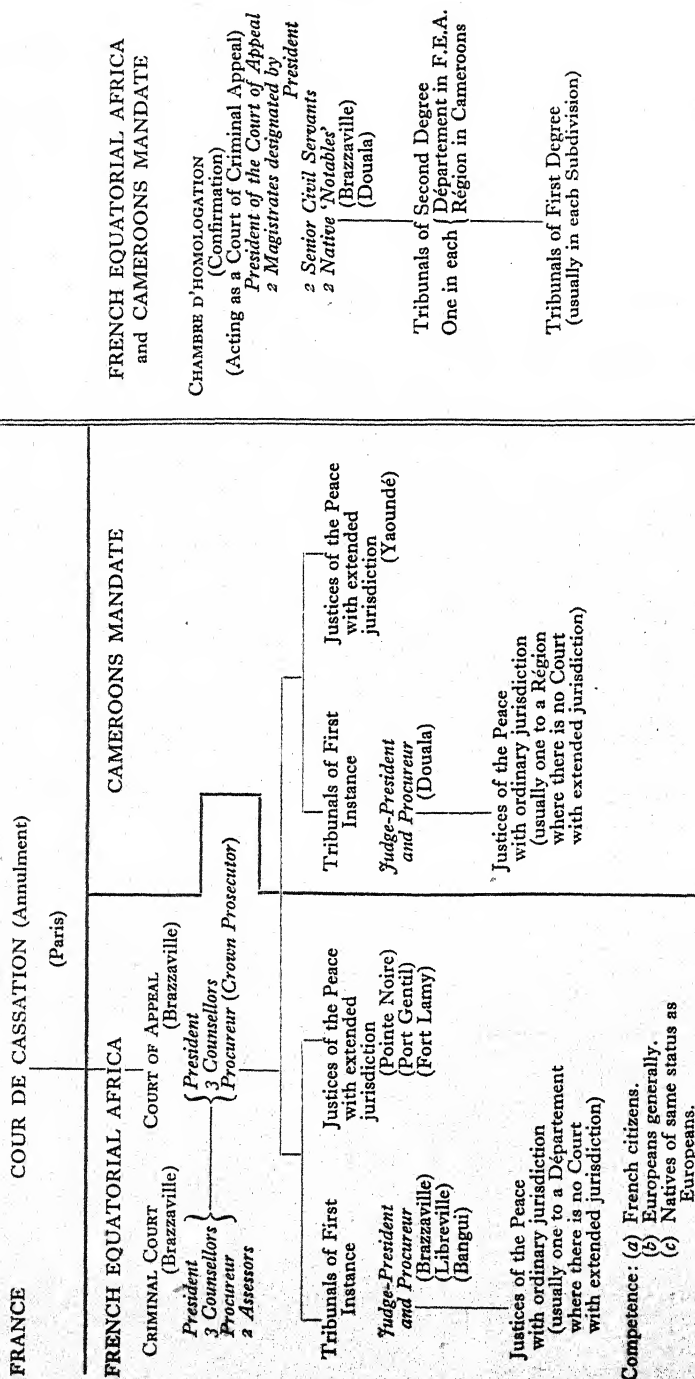 FRANCE COUR DE CASSATION (Annulment)
(Paris)
FRENCH EQUATORIAL AFRICA
CRIMINAL COURT
(Brazzaville)
President
3 Counsellors
Procureur
2 Assessors
COURT OF APPEAL
(Brazzaville)
President
3 Counsellors
Procureur (Crown Prosecutor)
Tribunals of First
Instance
Judge-President
and Procureur
(Brazzaville)
(Libreville)
(Bangui)
Justices of the Peace
with extended
jurisdiction
(Pointe Noire)
(Port Gentil)
(Fort Lamy)
Justices of the Peace
with ordinary jurisdiction
(usually one to a Département
where there is no Court
with extended jurisdiction)
Competence: (a) French citizens.
(b) Europeans generally.
(c) Natives of same status as
Europeans.
CAMEROONS MANDATE
Tribunals of First
Instance
Judge-President
and Procureur
(Douala)
Justices of the Peace
with extended
jurisdiction
(Yaoundé)
Justices of the Peace
with ordinary jurisdiction
(usually one to a Région
where there is no Court
with extended jurisdiction)
FRENCH EQUATORIAL AFRICA
and CAMEROONS MANDATE
CHAMBRE D'HOMOLOGATION
(Confirmation)
(Acting as a Court of Criminal Appeal)
President of the Court of Appeal
2 Magistrates designated by
President
2 Senior Civil Servants
2 Native 'Notables'
(Brazzaville)
(Douala)
Tribunals of Second Degree
One in each Département in F.E.A.
Région in Cameroons
Tribunals of First Degree
(usually in each Subdivision)